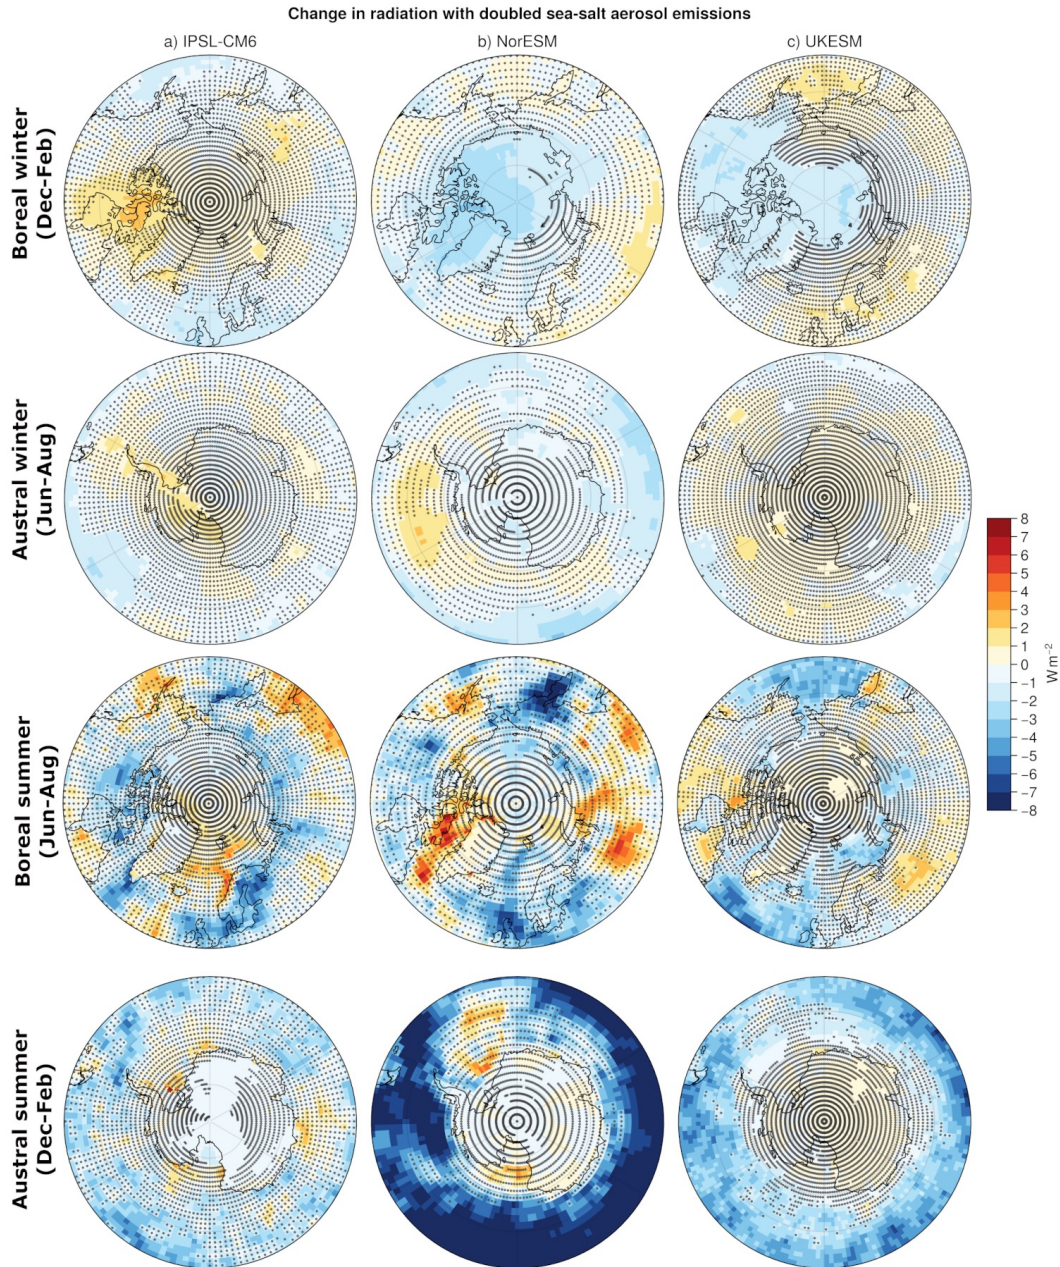 Change in radiation with doubled sea-salt aerosol emissions
a) IPSL-CM6
b) NorESM
c) UKESM
Boreal winter
(Dec-Feb)
Austral winter
(Jun-Aug)
Boreal summer
(Jun-Aug)
Austral summer
(Dec-Feb)
8
7
6
5
4
3
2
1
0
−1
−2
−3
−4
−5
−6
−7
−8
Wm⁻²